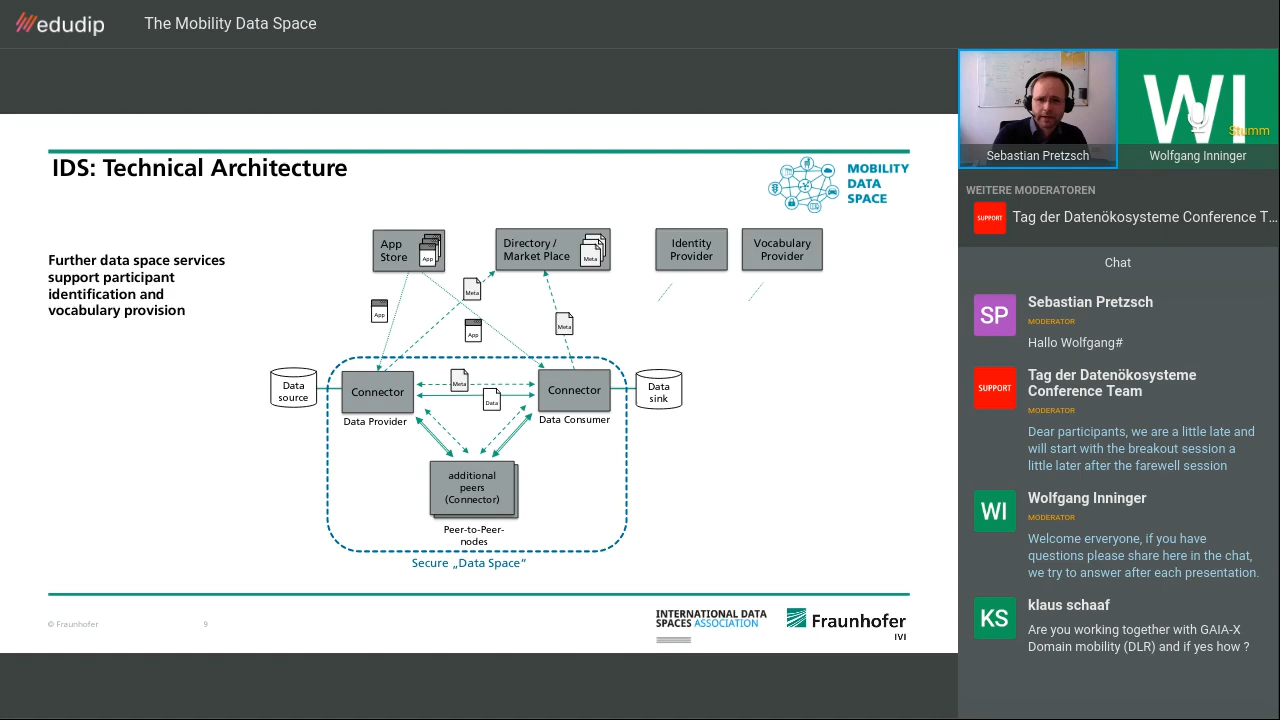 edudip
The Mobility Data Space
IDS: Technical Architecture
MOBILITY
DATA
SPACE
Further data space services
support participant
identification and
vocabulary provision
App
Store
App
Directory /
Market Place
Meta
Identity
Provider
Vocabulary
Provider
Meta
App
App
Meta
Data
source
Connector
Data Provider
Meta
Data
Connector
Data Consumer
Data
sink
additional
peers
(Connector)
Peer-to-Peer-
nodes
Secure „Data Space“
© Fraunhofer
9
INTERNATIONAL DATA
SPACES ASSOCIATION
Fraunhofer
IVI
Sebastian Pretzsch
WI
Stumm
Wolfgang Inninger
WEITERE MODERATOREN
SUPPORT
Tag der Datenökosysteme Conference T...
Chat
SP
Sebastian Pretzsch
MODERATOR
Hallo Wolfgang#
SUPPORT
Tag der Datenökosysteme
Conference Team
MODERATOR
Dear participants, we are a little late and
will start with the breakout session a
little later after the farewell session
WI
Wolfgang Inninger
MODERATOR
Welcome erveryone, if you have
questions please share here in the chat,
we try to answer after each presentation.
KS
klaus schaaf
Are you working together with GAIA-X
Domain mobility (DLR) and if yes how ?